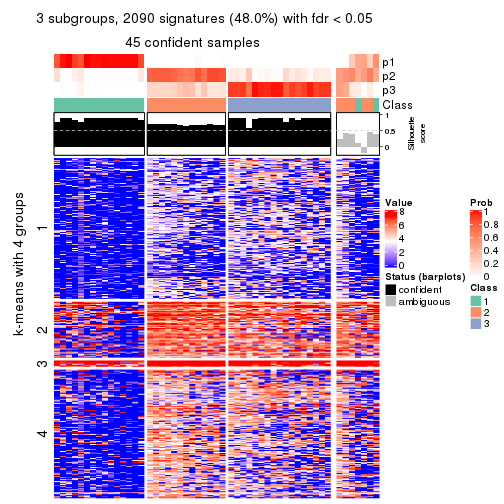 3 subgroups, 2090 signatures (48.0%) with fdr < 0.05
45 confident samples
p1
p2
p3
Class
1
0.5
0
Silhouette
score
k-means with 4 groups
1
2
3
4
Value
8
6
4
2
0
Status (barplots)
confident
ambiguous
Prob
1
0.8
0.6
0.4
0.2
0
Class
1
2
3